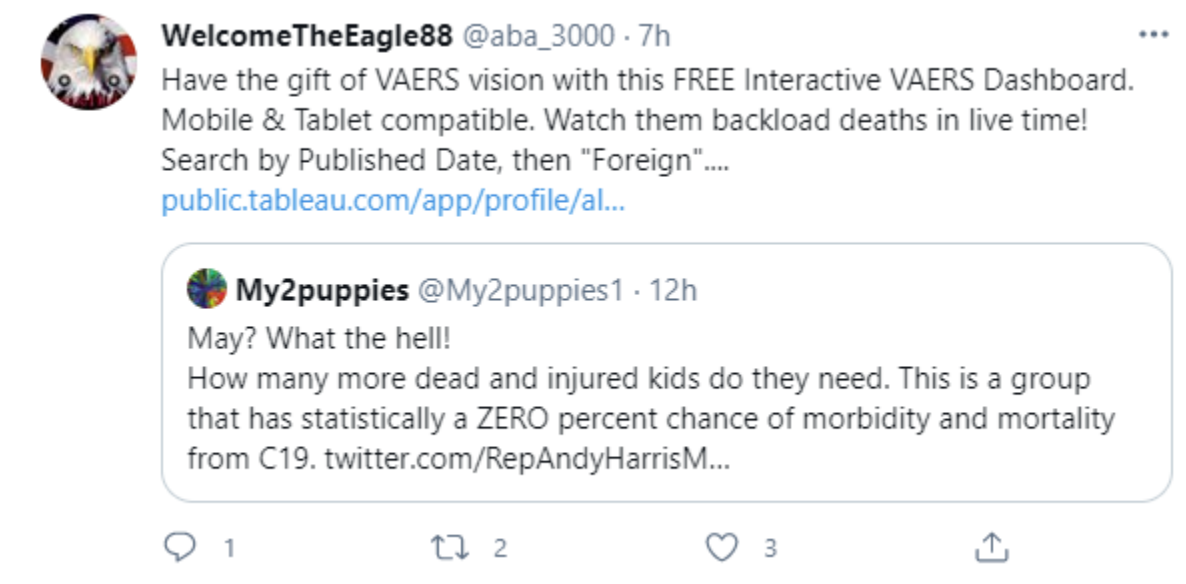 WelcomeTheEagle88 @aba_3000 · 7h
Have the gift of VAERS vision with this FREE Interactive VAERS Dashboard.
Mobile & Tablet compatible. Watch them backload deaths in live time!
Search by Published Date, then "Foreign"....
public.tableau.com/app/profile/al...
My2puppies @My2puppies1 · 12h
May? What the hell!
How many more dead and injured kids do they need. This is a group
that has statistically a ZERO percent chance of morbidity and mortality
from C19. twitter.com/RepAndyHarrisM...
1 2 3